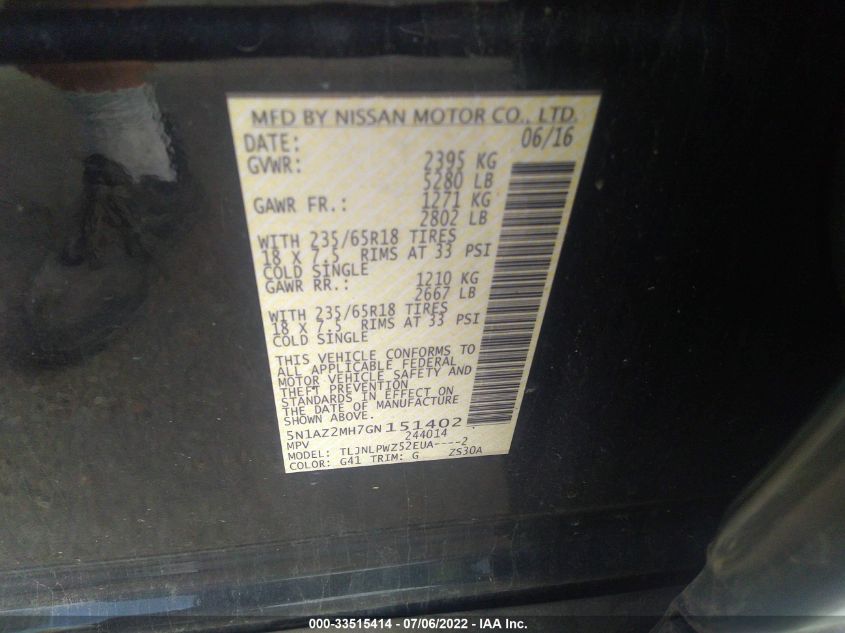 MFD BY NISSAN MOTOR CO., LTD.
DATE: 06/16
GVWR: 2395 KG
5280 LB
GAWR FR.: 1271 KG
2802 LB
WITH 235/65R18 TIRES
18 X 7.5 RIMS AT 33 PSI
COLD SINGLE
GAWR RR.: 1210 KG
2667 LB
WITH 235/65R18 TIRES
18 X 7.5 RIMS AT 33 PSI
COLD SINGLE
THIS VEHICLE CONFORMS TO
ALL APPLICABLE FEDERAL
MOTOR VEHICLE SAFETY AND
THEFT PREVENTION
STANDARDS IN EFFECT ON
THE DATE OF MANUFACTURE
SHOWN ABOVE
5N1AZ2MH7GN151402
MPV 244014
MODEL: TLJNLPWZ52EUA----2
COLOR: G41 TRIM: G ZS30A
000-33515414 - 07/06/2022 - IAA Inc.